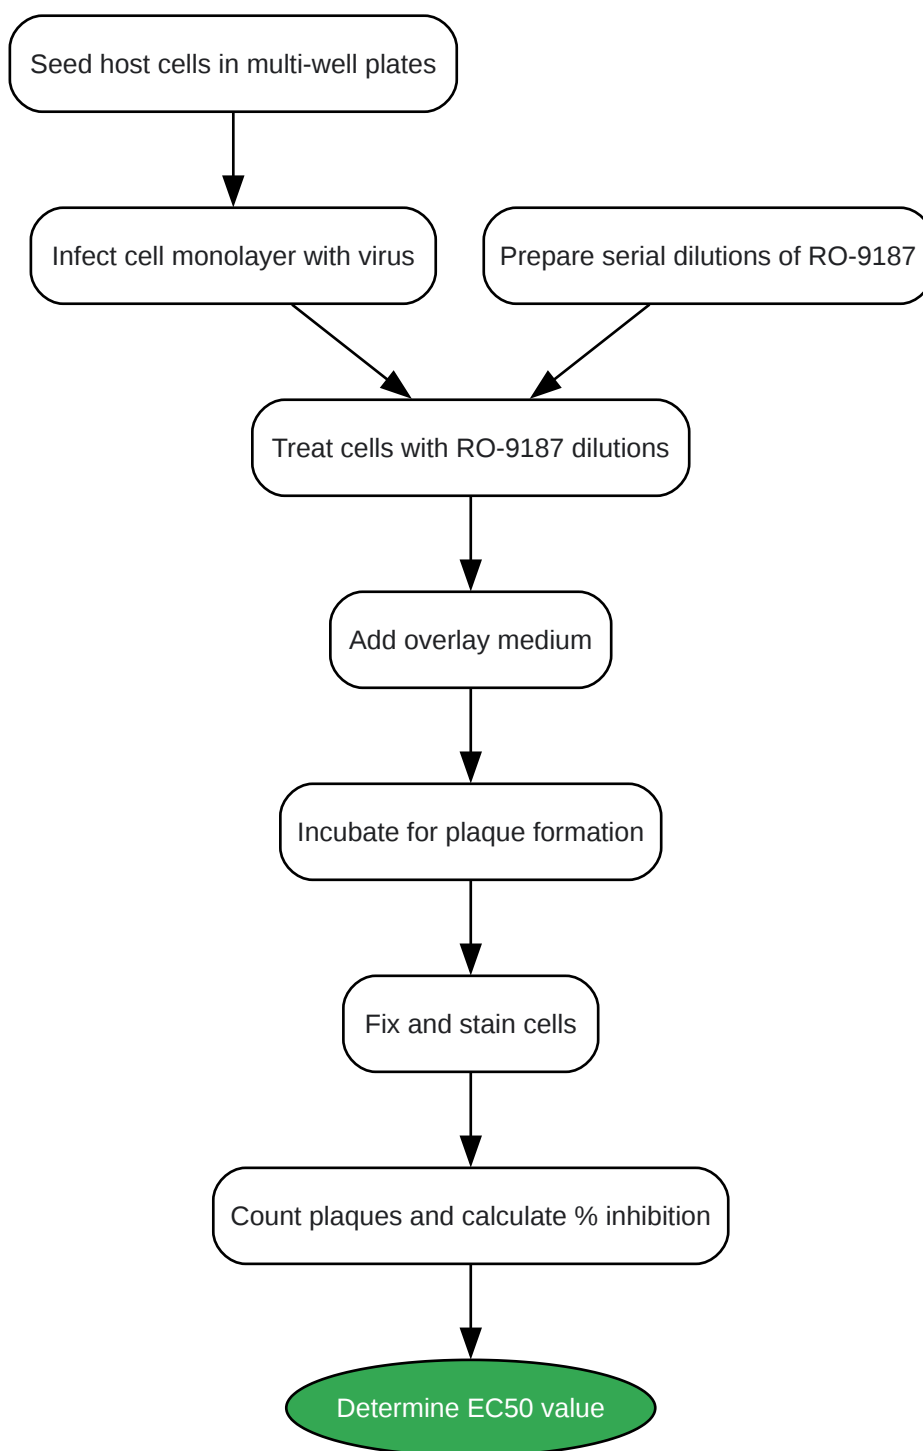 Seed host cells in multi-well plates
Infect cell monolayer with virus
Prepare serial dilutions of RO-9187
Treat cells with RO-9187 dilutions
Add overlay medium
Incubate for plaque formation
Fix and stain cells
Count plaques and calculate % inhibition
Determine EC50 value